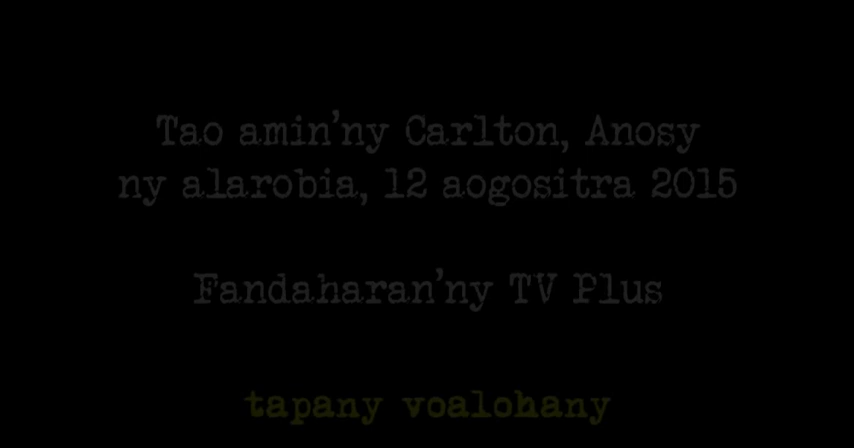 Tao amin'ny Carlton, Anosy
ny alarobia, 12 aogositra 2015
Fandaharan'ny TV Plus
tapany voalohany